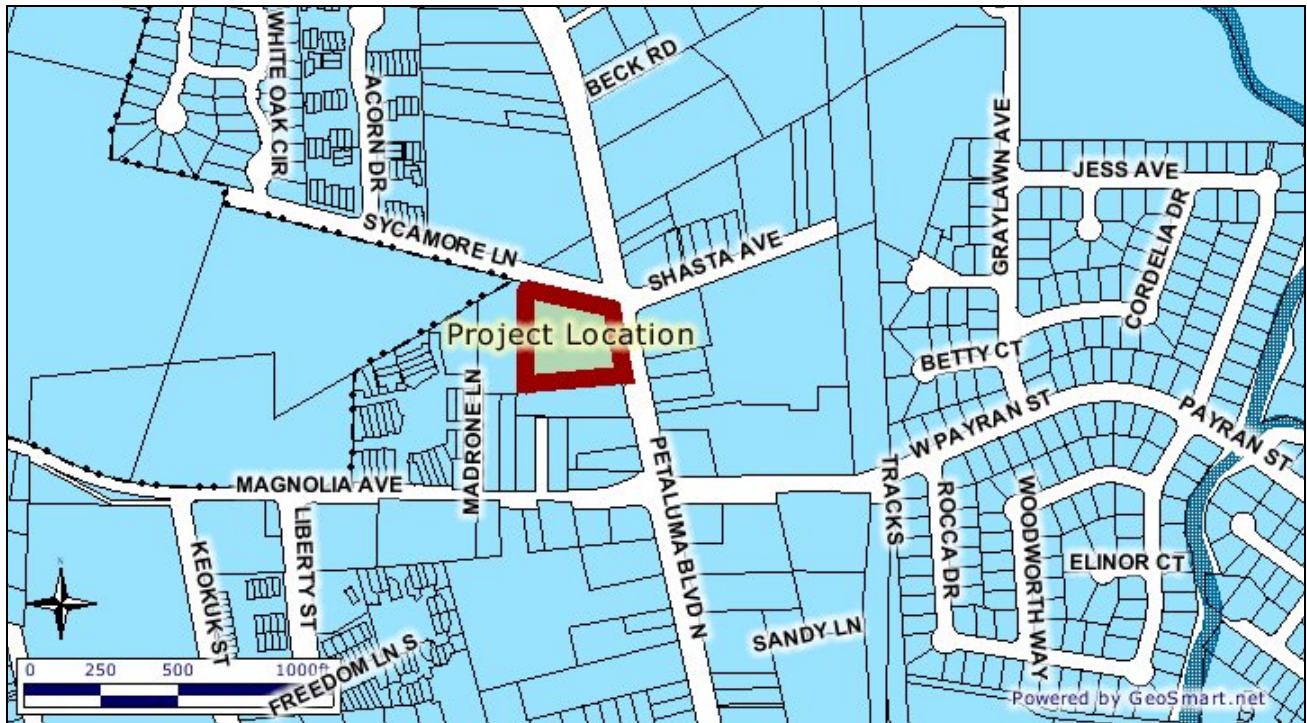 WHITE OAK CIR
ACORN DR
BECK RD
GRAYLAWN AVE
JESS AVE
CORDELIA DR
SYCAMORE LN
SHASTA AVE
Project Location
BETTY CT
MADRONE LN
W PAYRAN ST
PAYRAN ST
PETALUMA BLVD N
TRACKS
MAGNOLIA AVE
ROCCA DR
WOODWORTH WAY
KEOKUK ST
LIBERTY ST
ELINOR CT
SANDY LN
FREEDOM LN S
N
0 250 500 1000ft
Powered by GeoSmart.net